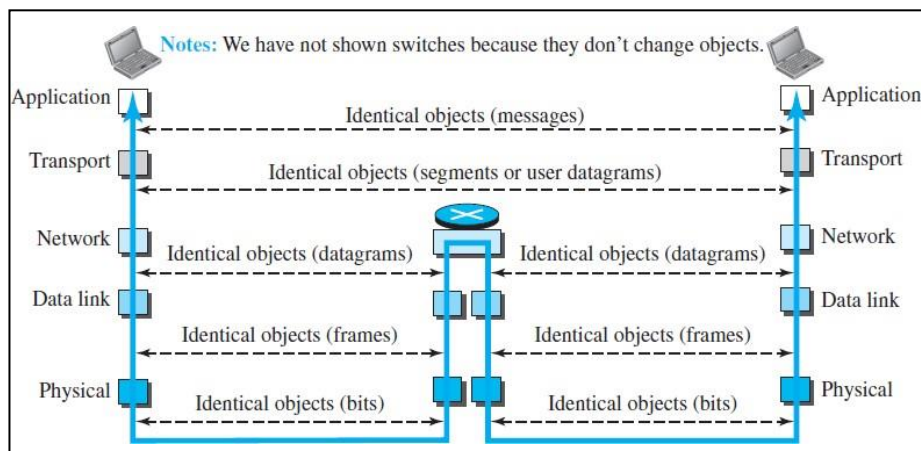 Notes: We have not shown switches because they don't change objects.
Application
Application
Identical objects (messages)
Transport
Transport
Identical objects (segments or user datagrams)
Network
Network
Identical objects (datagrams)
Identical objects (datagrams)
Data link
Data link
Identical objects (frames)
Identical objects (frames)
Physical
Physical
Identical objects (bits)
Identical objects (bits)